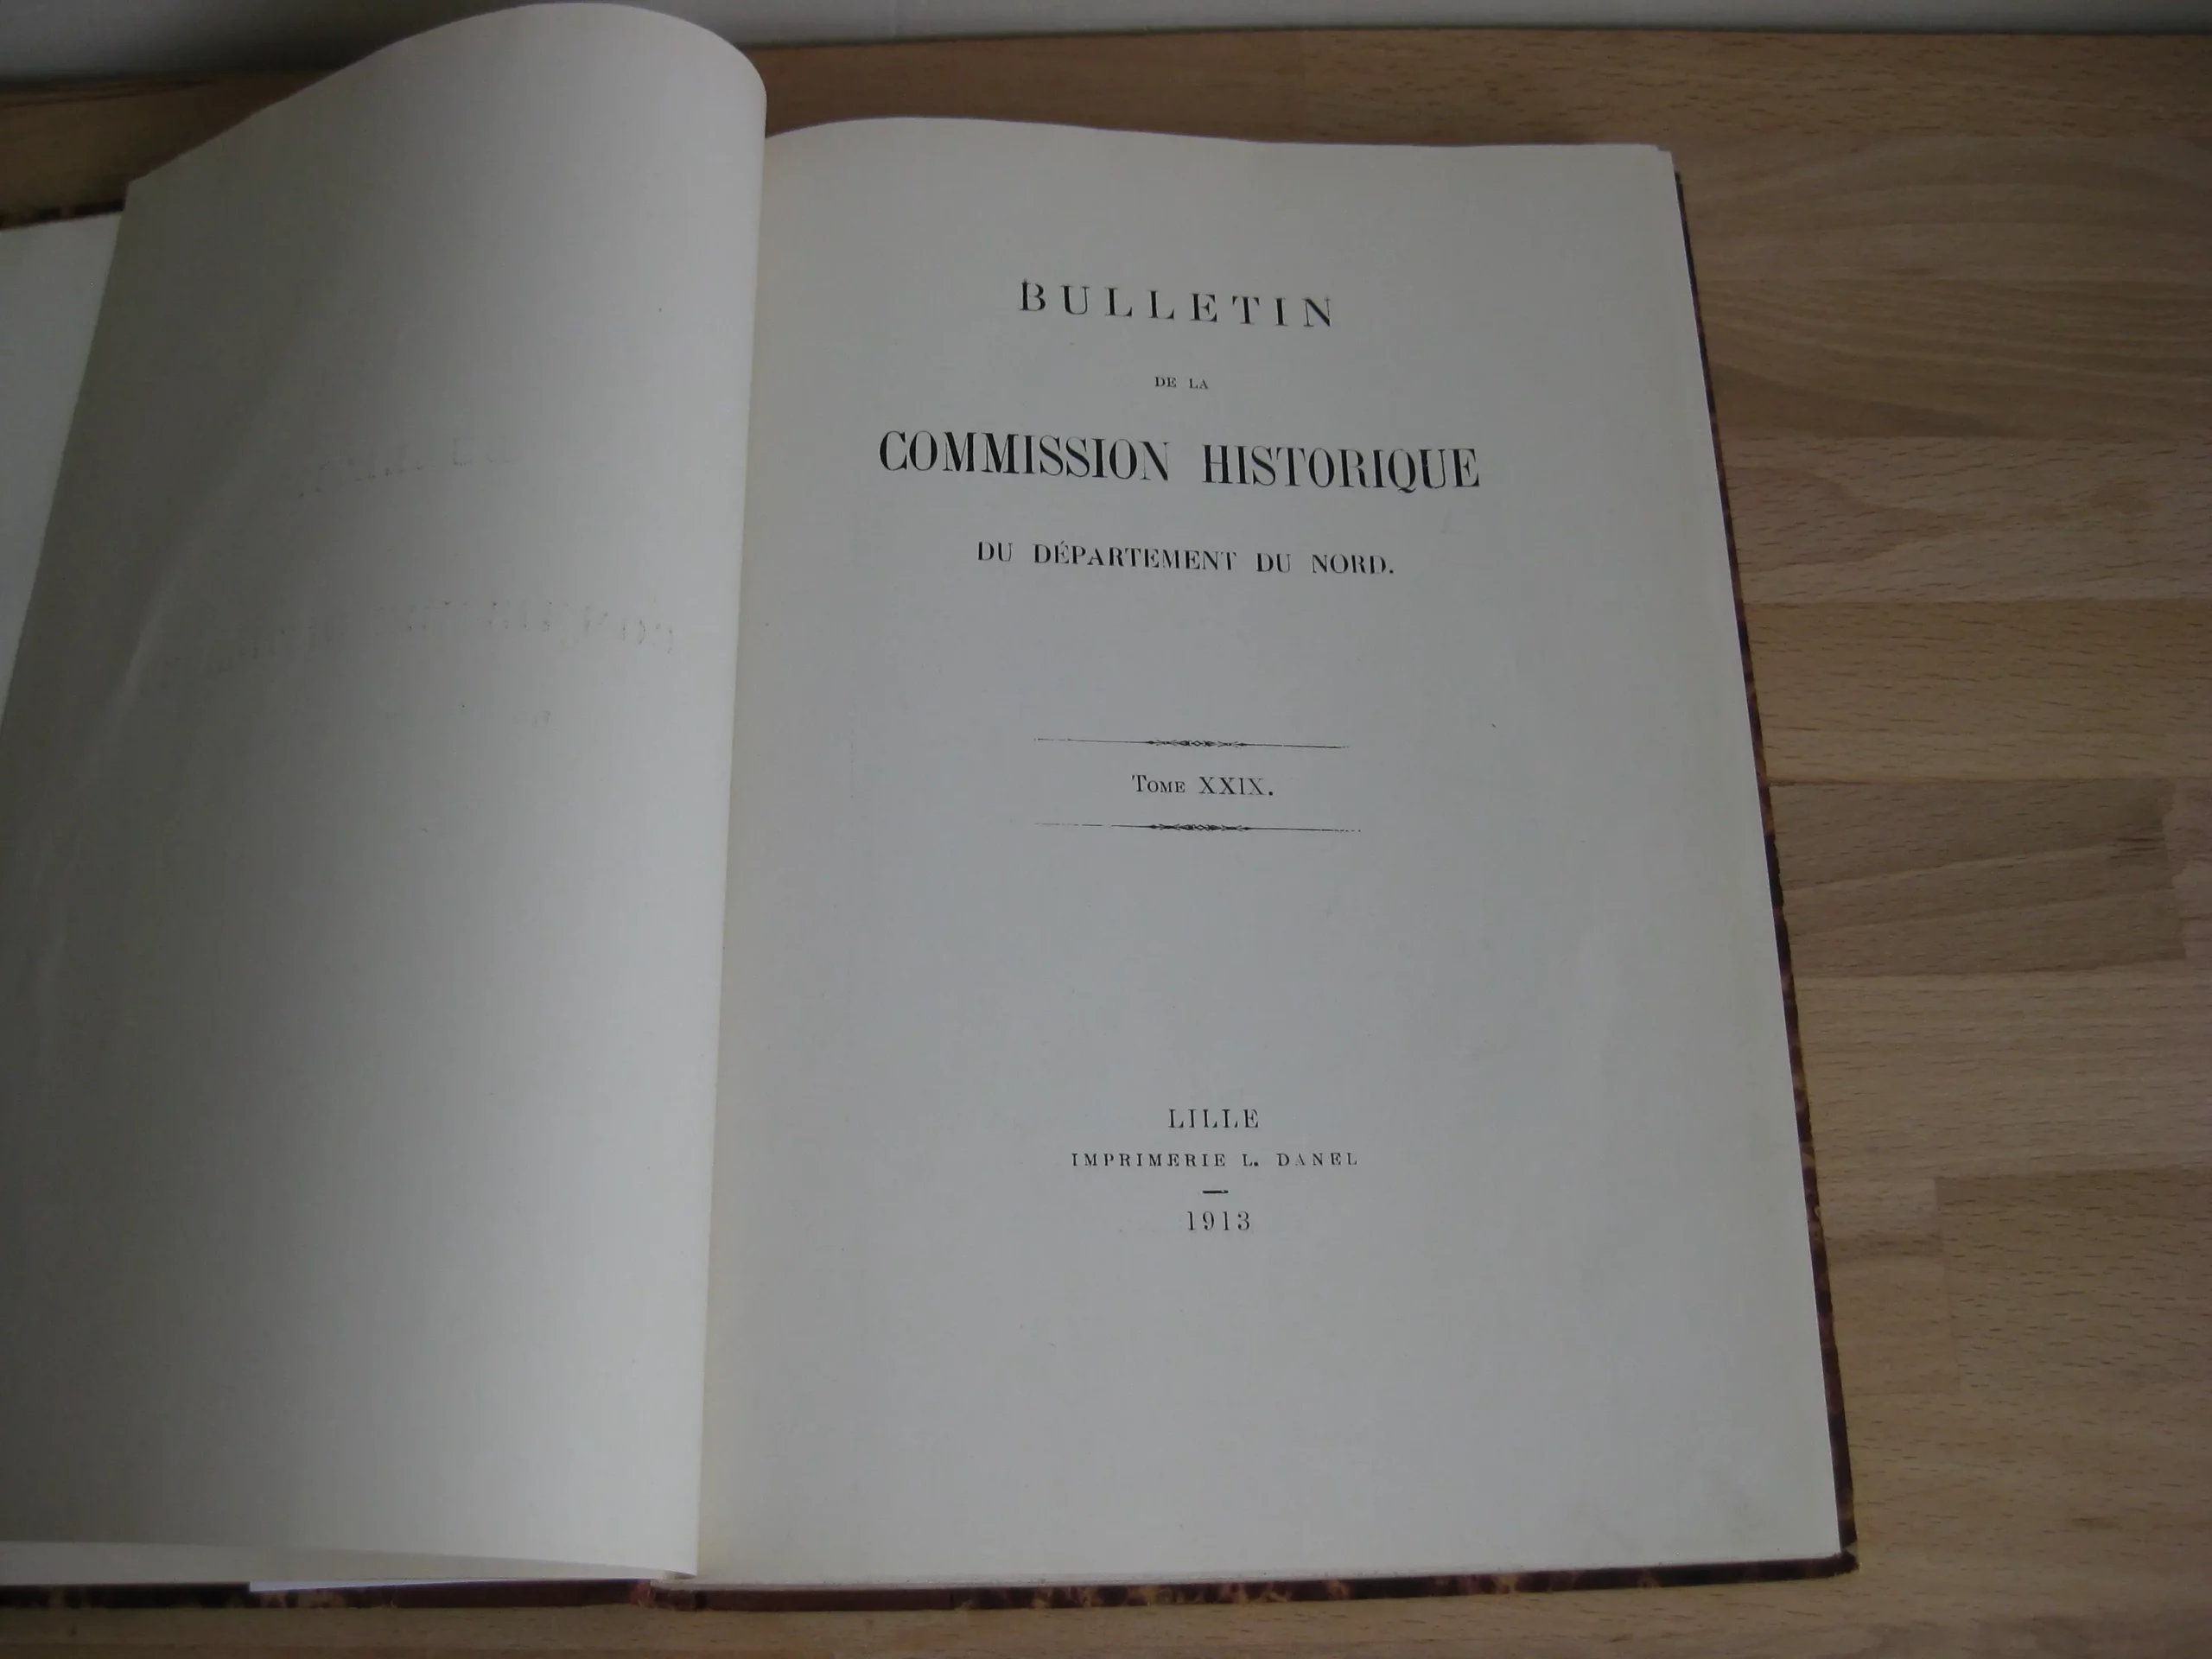 BULLETIN
DE LA
COMMISSION HISTORIQUE
DU DÉPARTEMENT DU NORD.
TOME XXIX.
LILLE
IMPRIMERIE L. DANEL
1913